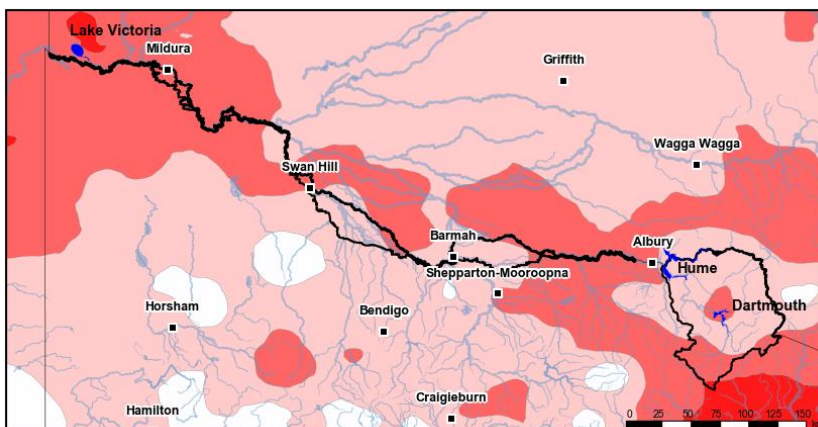 Lake Victoria
Mildura
Griffith
Wagga Wagga
Swan Hill
Barmah
Albury
Hume
Shepparton-Mooroopna
Dartmouth
Horsham
Bendigo
Hamilton
Craigieburn
0 25 50 75 100 125 150